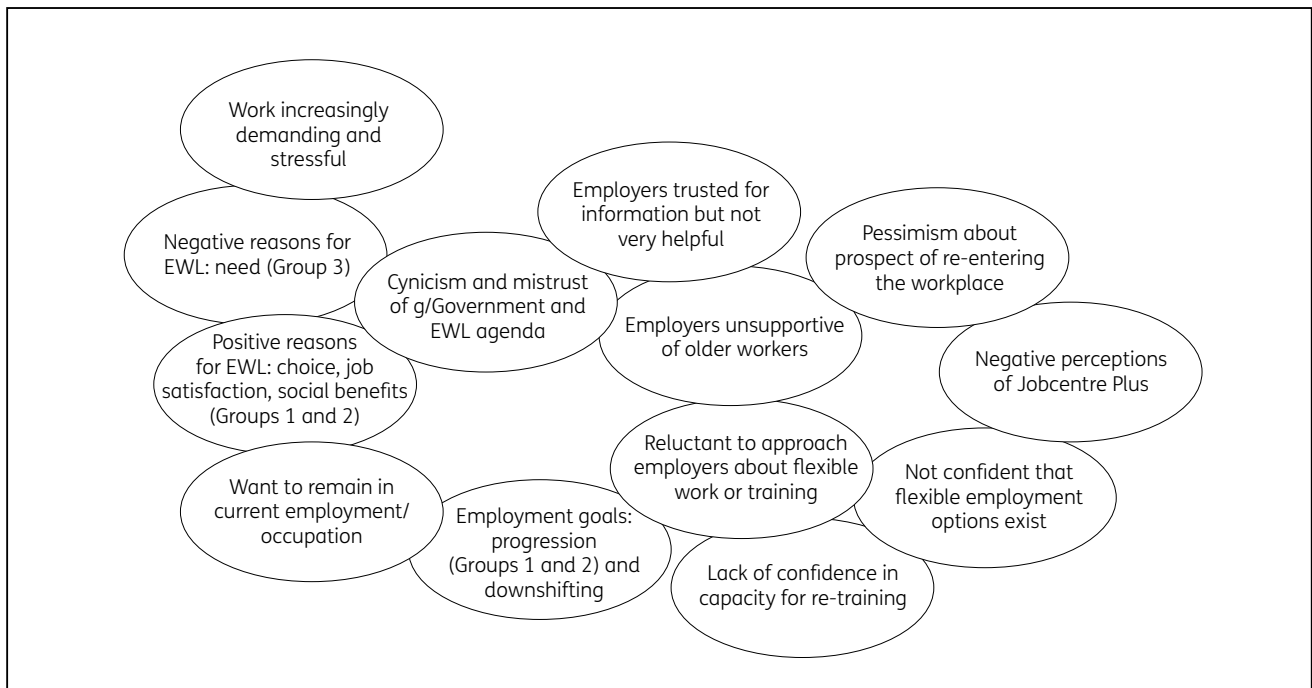 Work increasingly
demanding and
stressful
Negative reasons for
EWL: need (Group 3)
Positive reasons
for EWL: choice, job
satisfaction, social benefits
(Groups 1 and 2)
Want to remain in
current employment/
occupation
Cynicism and mistrust
of g/Government and
EWL agenda
Employment goals:
progression
(Groups 1 and 2) and
downshifting
Employers trusted for
information but not
very helpful
Employers unsupportive
of older workers
Reluctant to approach
employers about flexible
work or training
Lack of confidence in
capacity for re-training
Pessimism about
prospect of re-entering
the workplace
Negative perceptions
of Jobcentre Plus
Not confident that
flexible employment
options exist